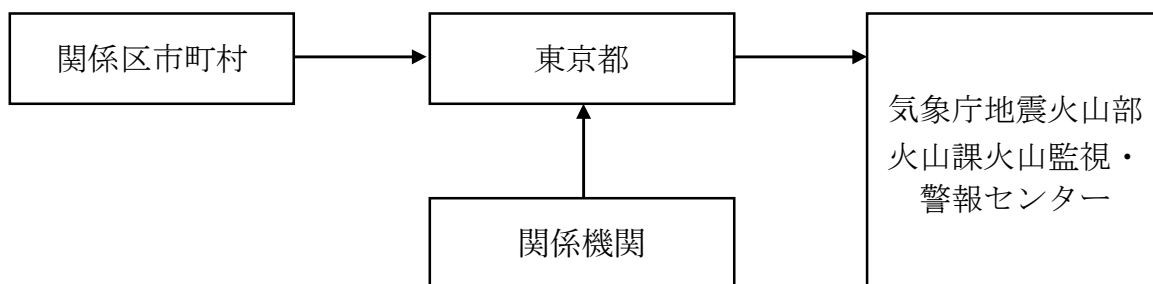 関係区市町村
東京都
気象庁地震火山部
火山課火山監視・
警報センター
関係機関